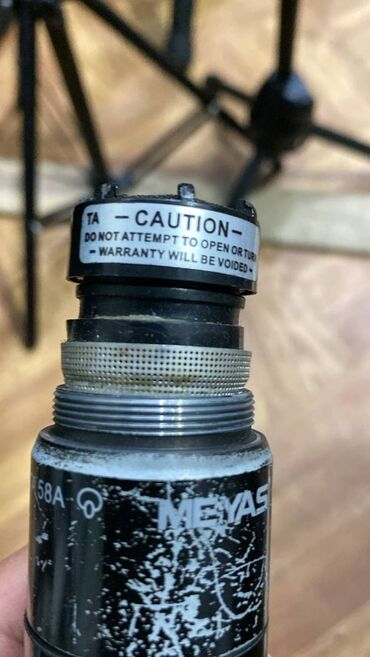 TA - CAUTION -
DO NOT ATTEMPT TO OPEN OR TURN
- WARRANTY WILL BE VOIDED -
58A MEYAS